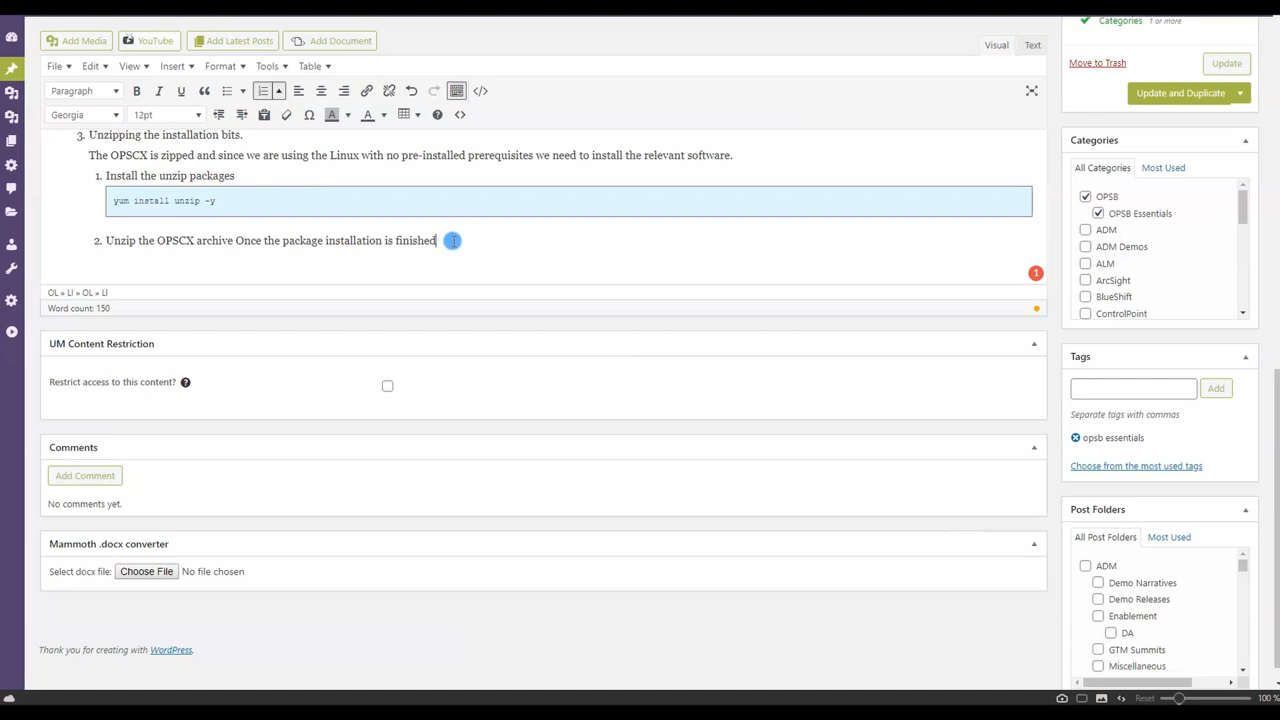 Categories 1 or more
Add Media YouTube Add Latest Posts Add Document
Visual Text
Move to Trash Update
Update and Duplicate
File Edit View Insert Format Tools Table
Paragraph
Georgia 12pt
3. Unzipping the installation bits.
The OPSCX is zipped and since we are using the Linux with no pre-installed prerequisites we need to install the relevant software.
1. Install the unzip packages
yum install unzip -y
2. Unzip the OPSCX archive Once the package installation is finished
1
OL » LI » OL » LI
Word count: 150
Categories
All Categories Most Used
OPSB
OPSB Essentials
ADM
ADM Demos
ALM
ArcSight
BlueShift
ControlPoint
UM Content Restriction
Restrict access to this content?
Tags
Add
Separate tags with commas
opsb essentials
Choose from the most used tags
Comments
Add Comment
No comments yet.
Post Folders
All Post Folders Most Used
ADM
Demo Narratives
Demo Releases
Enablement
DA
GTM Summits
Miscellaneous
Mammoth .docx converter
Select docx file: Choose File No file chosen
Thank you for creating with WordPress.
Reset 100 %